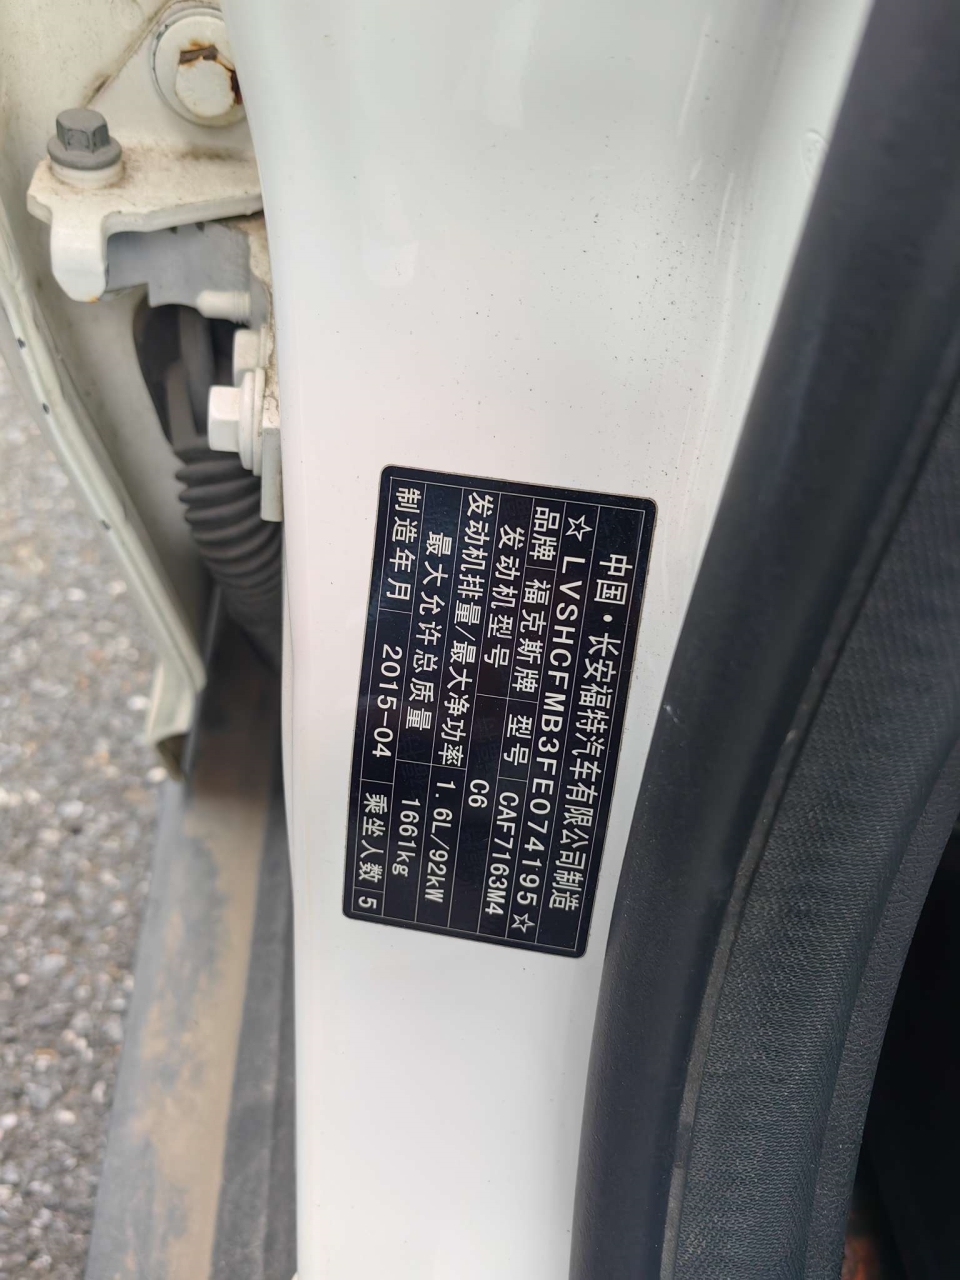 中国·长安福特汽车有限公司制造
☆LVSHCFMB3FE074195☆
品牌 福克斯牌 型号 CAF7163M4
发动机型号 C6
发动机排量/最大净功率 1.6L/92kW
最大允许总质量 1661kg
制造年月 2015-04 乘坐人数 5